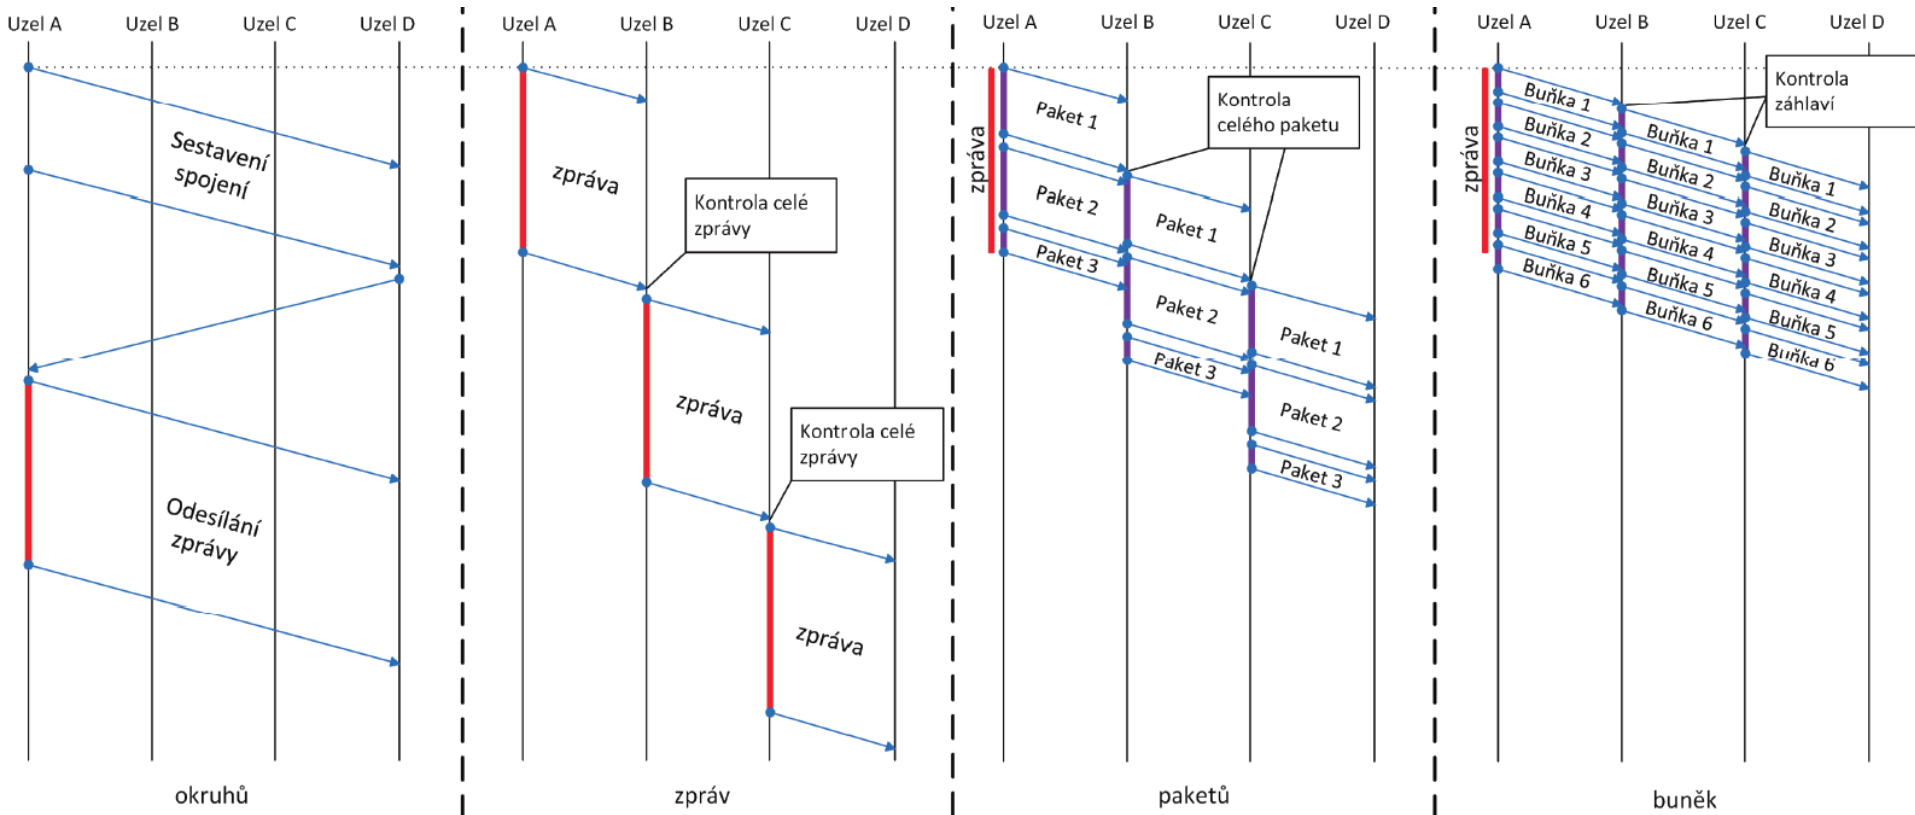 Uzel A
Uzel B
Uzel C
Uzel D
Sestavení
spojení
Odesílání
zprávy
okruhů
Uzel A
Uzel B
Uzel C
Uzel D
zpráva
Kontrola celé
zprávy
zpráva
Kontrola celé
zprávy
zpráva
zpráv
Uzel A
Uzel B
Uzel C
Uzel D
zpráva
Paket 1
Paket 2
Paket 3
Kontrola
celého paketu
Paket 1
Paket 2
Paket 3
Paket 1
Paket 2
Paket 3
paketů
Uzel A
Uzel B
Uzel C
Uzel D
zpráva
Buňka 1
Buňka 2
Buňka 3
Buňka 4
Buňka 5
Buňka 6
Kontrola
záhlaví
Buňka 1
Buňka 2
Buňka 3
Buňka 4
Buňka 5
Buňka 6
Buňka 1
Buňka 2
Buňka 3
Buňka 4
Buňka 5
Buňka 6
buněk